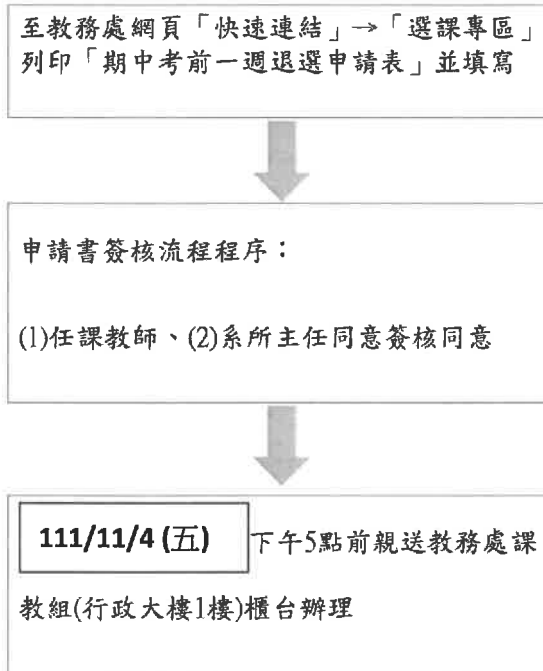 至教務處網頁「快速連結」→「選課專區」
列印「期中考前一週退選申請表」並填寫
申請書簽核流程程序：
(1)任課教師、(2)系所主任同意簽核同意
111/11/4 (五) 下午5點前親送教務處課
教組(行政大樓1樓)櫃台辦理